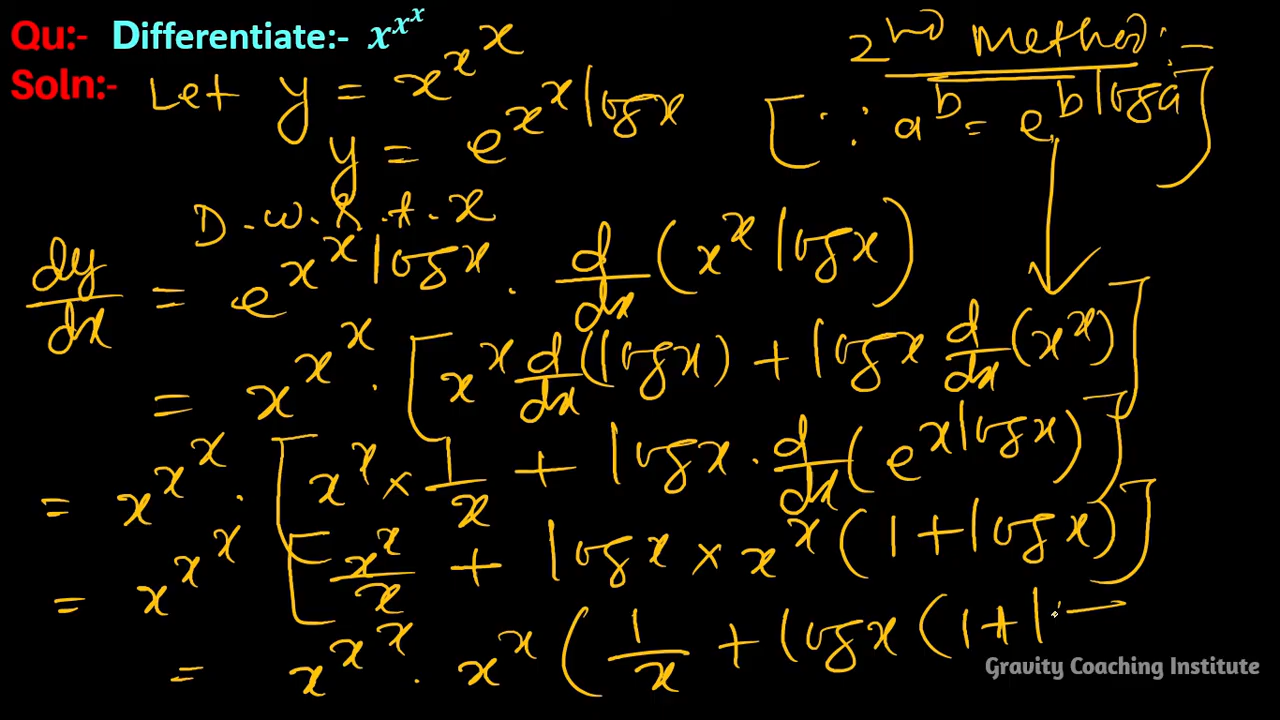 Qu:- Differentiate:- x^{x^x}
2nd Method:-
Soln:- Let y = x^{x^x}
[∵ a^b = e^{b log a}]
y = e^{x^x log x}
D.w.r.t.x
dy/dx = e^{x^x log x} . d/dx (x^x log x)
= x^{x^x} . [x^x d/dx (log x) + log x d/dx (x^x)]
= x^{x^x} . [x^x × 1/x + log x . d/dx (e^{x log x})]
= x^{x^x} [x^x/x + log x × x^x (1 + log x)]
= x^{x^x} . x^x (1/x + log x (1 + l
Gravity Coaching Institute